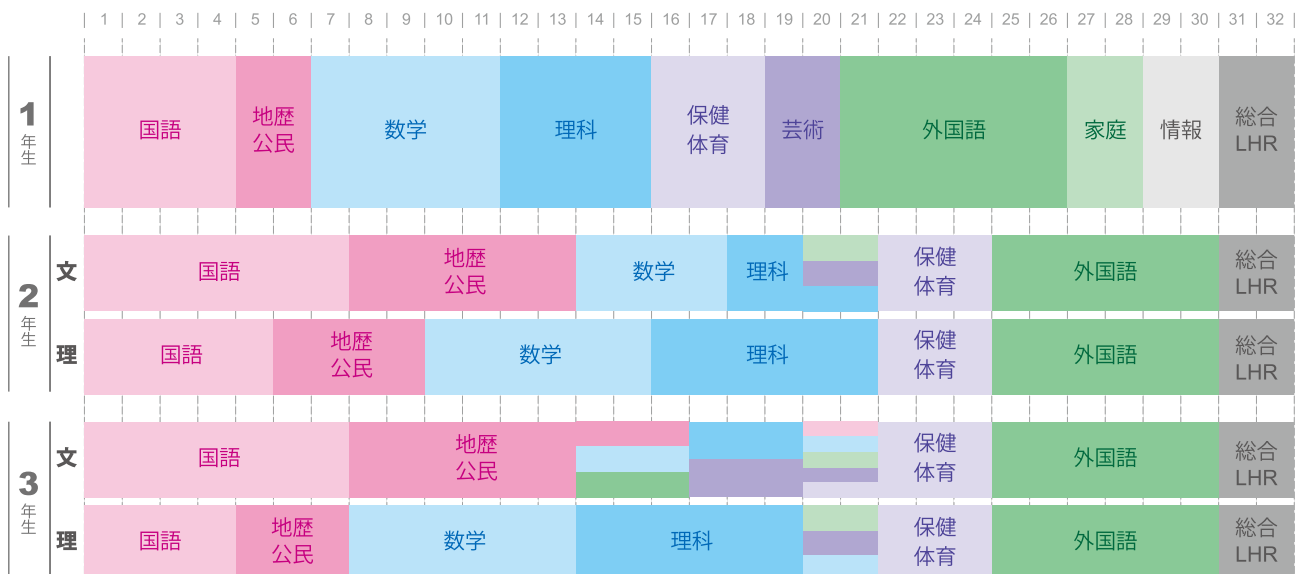 1 2 3 4 5 6 7 8 9 10 11 12 13 14 15 16 17 18 19 20 21 22 23 24 25 26 27 28 29 30 31 32
1
年生
国語
地歴
公民
数学
理科
保健
体育
芸術
外国語
家庭
情報
総合
LHR
2
年生
文
国語
地歴
公民
数学
理科
保健
体育
外国語
総合
LHR
理
国語
地歴
公民
数学
理科
保健
体育
外国語
総合
LHR
3
年生
文
国語
地歴
公民
保健
体育
外国語
総合
LHR
理
国語
地歴
公民
数学
理科
保健
体育
外国語
総合
LHR